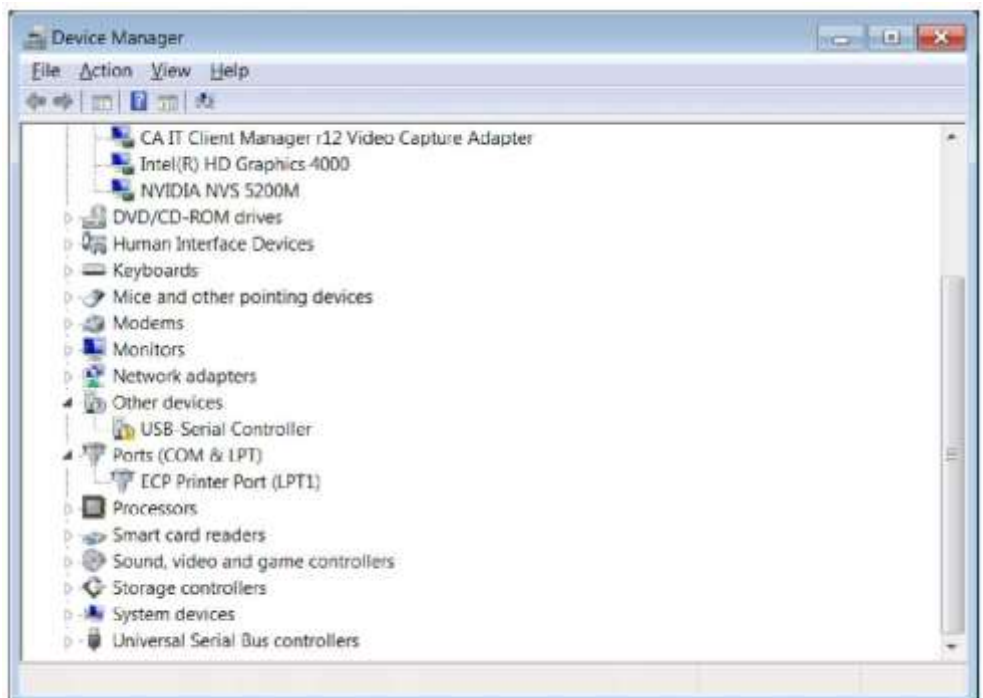 Device Manager
File Action View Help
CA IT Client Manager r12 Video Capture Adapter
Intel(R) HD Graphics 4000
NVIDIA NVS 5200M
DVD/CD-ROM drives
Human Interface Devices
Keyboards
Mice and other pointing devices
Modems
Monitors
Network adapters
Other devices
USB-Serial Controller
Ports (COM & LPT)
ECP Printer Port (LPT1)
Processors
Smart card readers
Sound, video and game controllers
Storage controllers
System devices
Universal Serial Bus controllers